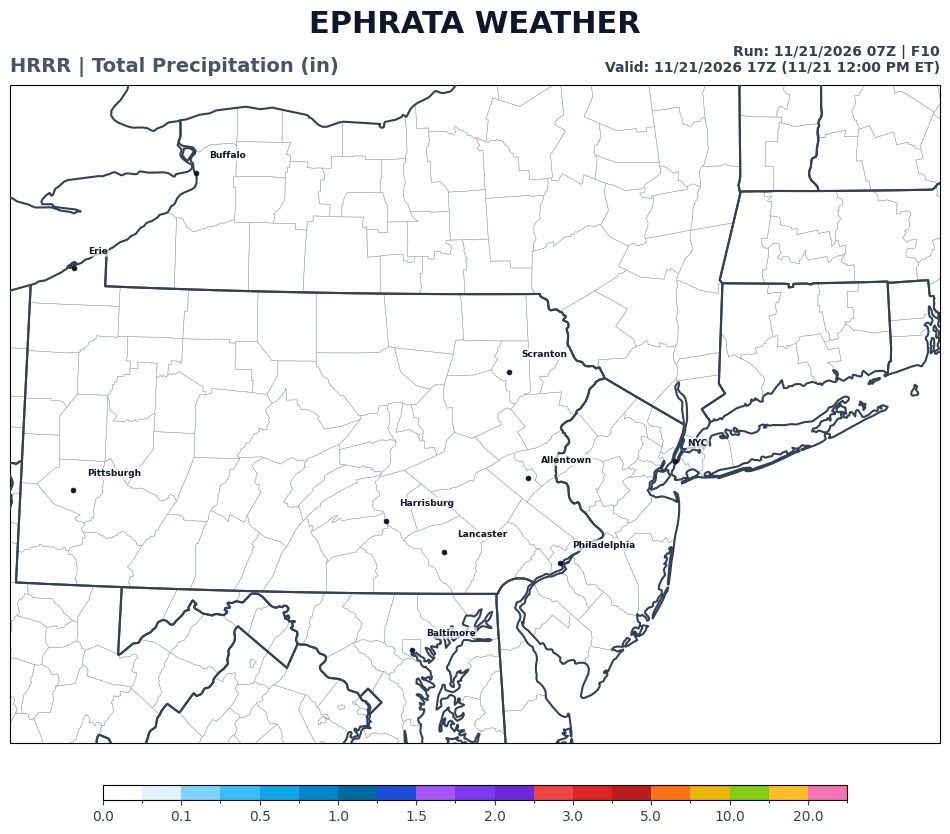 EPHRATA WEATHER
HRRR | Total Precipitation (in)
Run: 11/21/2026 07Z | F10
Valid: 11/21/2026 17Z (11/21 12:00 PM ET)
Buffalo
Erie
Scranton
NYC
Allentown
Pittsburgh
Harrisburg
Lancaster
Philadelphia
Baltimore
0.0 0.1 0.5 1.0 1.5 2.0 3.0 5.0 10.0 20.0